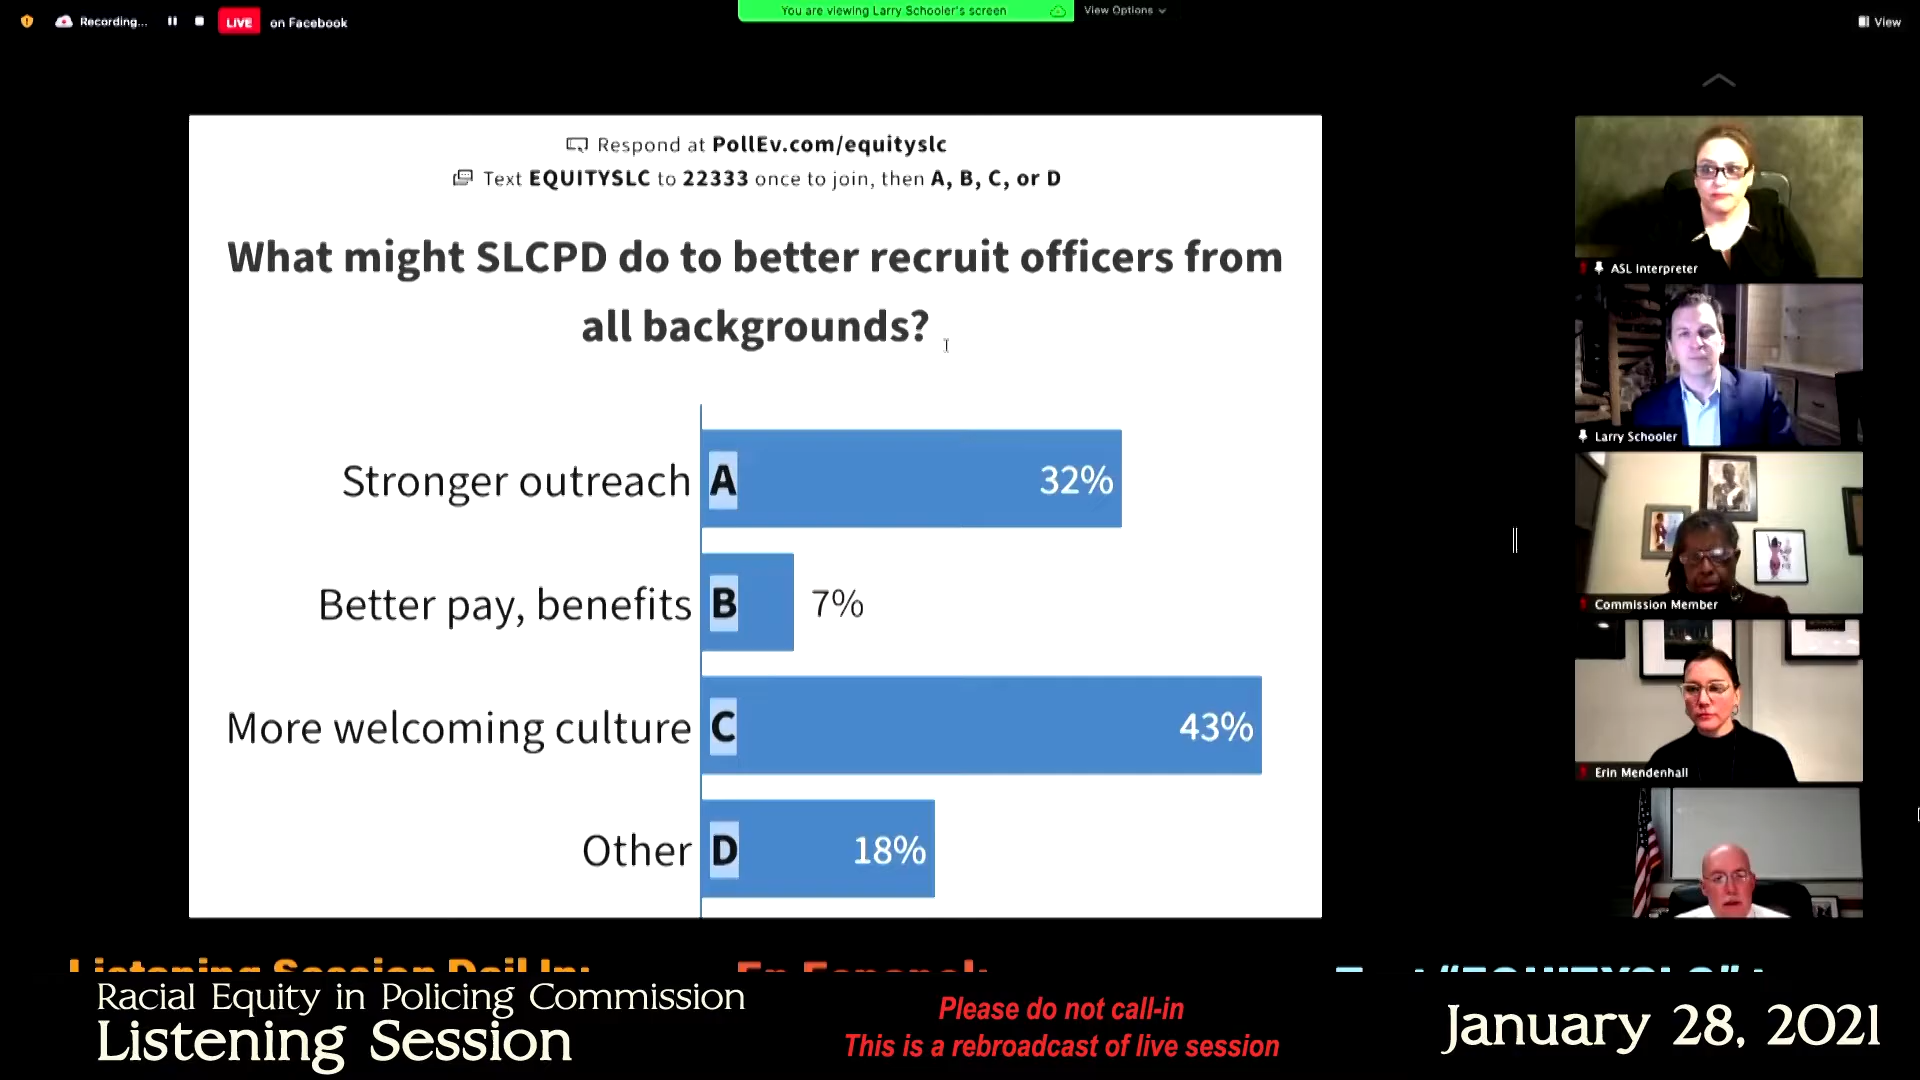 Recording...
LIVE on Facebook
You are viewing Larry Schooler's screen
View Options
View
Respond at PollEv.com/equityslc
Text EQUITYSLC to 22333 once to join, then A, B, C, or D
What might SLCPD do to better recruit officers from
all backgrounds?
Stronger outreach A 32%
Better pay, benefits B 7%
More welcoming culture C 43%
Other D 18%
ASL Interpreter
Larry Schooler
Commission Member
Erin Mendenhall
Racial Equity in Policing Commission
Listening Session
Please do not call-in
This is a rebroadcast of live session
January 28, 2021